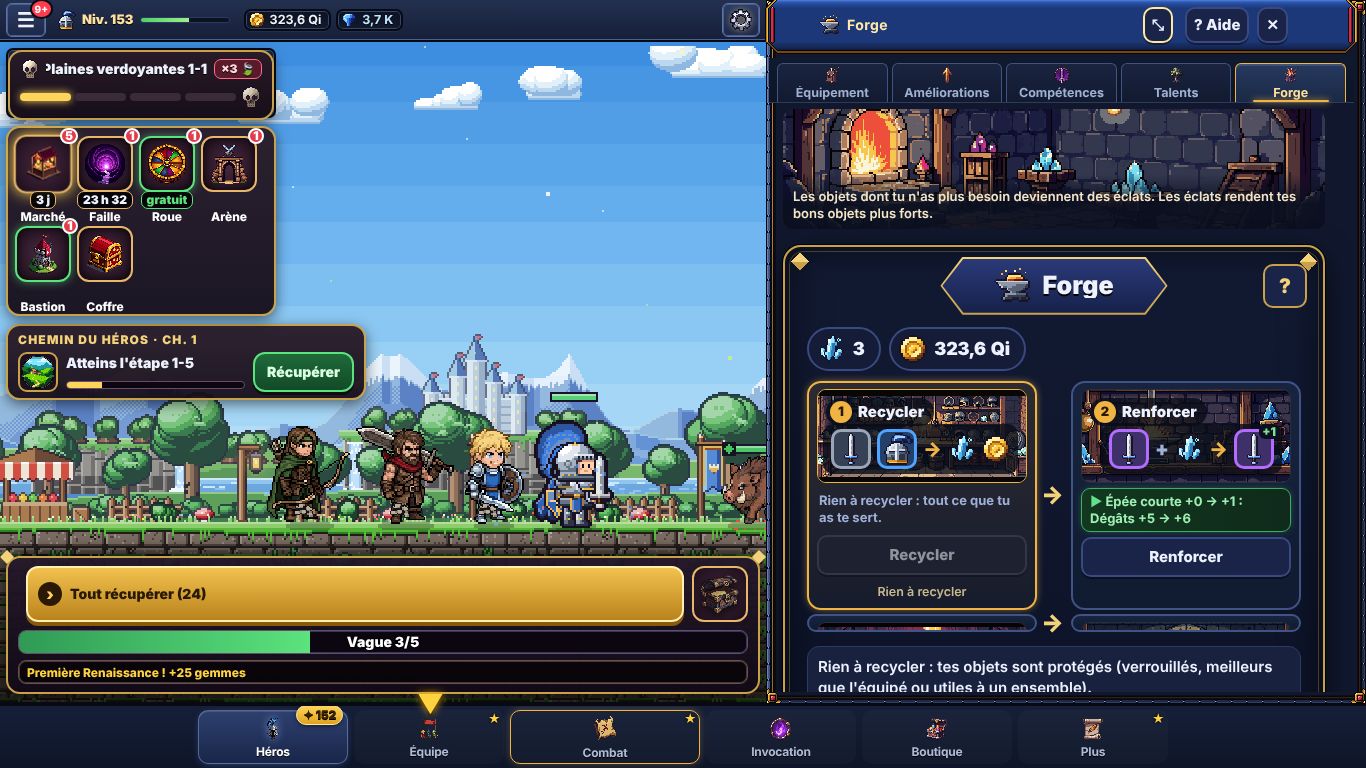 9+
Niv. 153
323,6 Qi
3,7 K
Plaines verdoyantes 1-1
×3
5
1
1
1
3 j
23 h 32
gratuit
Marché
Faille
Roue
Arène
1
Bastion
Coffre
CHEMIN DU HÉROS · CH. 1
Atteins l'étape 1-5
Récupérer
Tout récupérer (24)
Vague 3/5
Première Renaissance ! +25 gemmes
Forge
? Aide
Équipement
Améliorations
Compétences
Talents
Forge
Les objets dont tu n'as plus besoin deviennent des éclats. Les éclats rendent tes
bons objets plus forts.
Forge
?
3
323,6 Qi
1 Recycler
Rien à recycler : tout ce que tu
as te sert.
Recycler
Rien à recycler
2 Renforcer
+1
▶ Épée courte +0 → +1 :
Dégâts +5 → +6
Renforcer
Rien à recycler : tes objets sont protégés (verrouillés, meilleurs
que l'équipé ou utiles à un ensemble).
152
Héros
Équipe
Combat
Invocation
Boutique
Plus